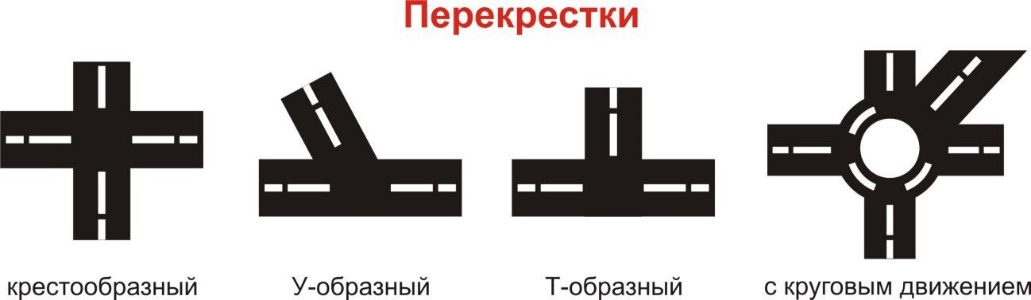 Перекрестки
крестообразный
У-образный
Т-образный
с круговым движением